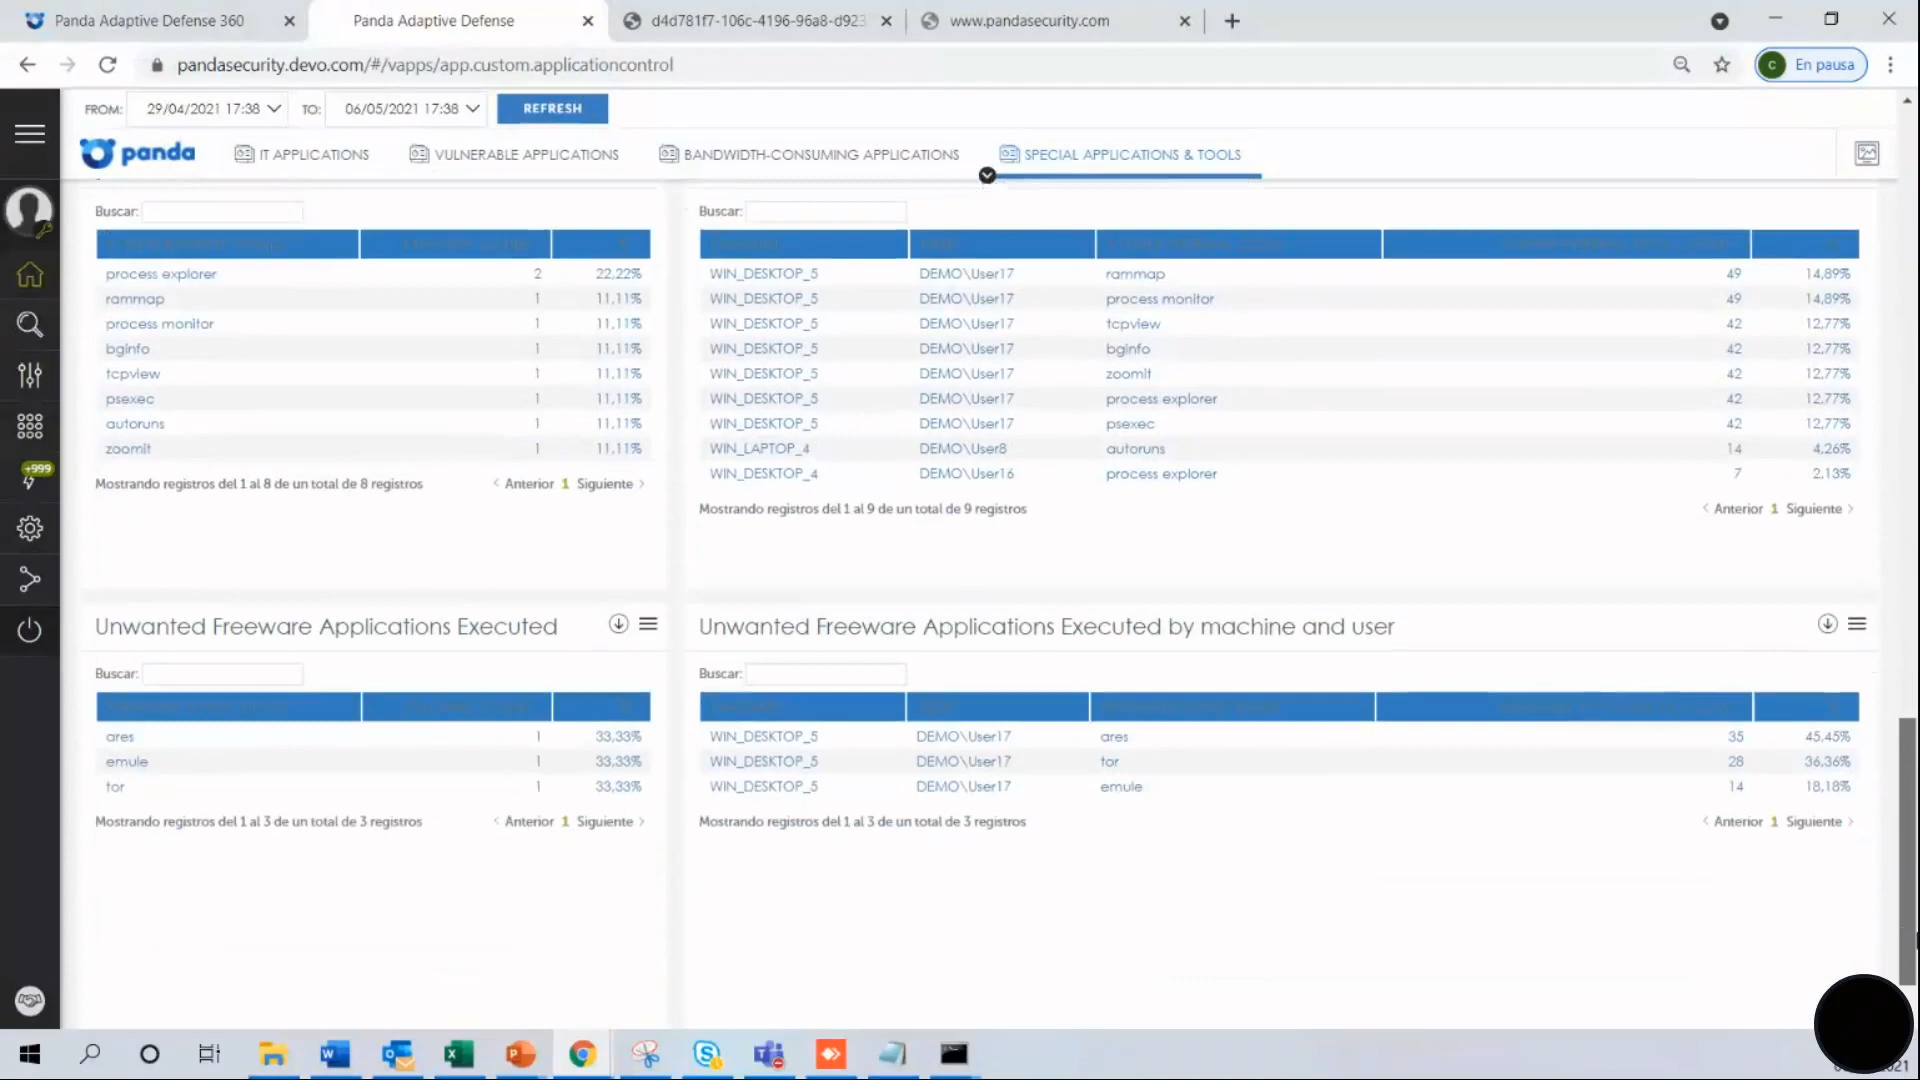 Panda Adaptive Defense 360
Panda Adaptive Defense
d4d781f7-106c-4196-96a8-d923
www.pandasecurity.com
pandasecurity.devo.com/#/vapps/app.custom.applicationcontrol
C
En pausa
FROM: 29/04/2021 17:38 TO: 06/05/2021 17:38 REFRESH
panda
IT APPLICATIONS
VULNERABLE APPLICATIONS
BANDWIDTH-CONSUMING APPLICATIONS
SPECIAL APPLICATIONS & TOOLS
+999
Buscar:
process explorer 2 22,22%
rammap 1 11,11%
process monitor 1 11,11%
bginfo 1 11,11%
tcpview 1 11,11%
psexec 1 11,11%
autoruns 1 11,11%
zoomit 1 11,11%
Mostrando registros del 1 al 8 de un total de 8 registros
Anterior 1 Siguiente
Buscar:
WIN_DESKTOP_5 DEMO\User17 rammap 49 14,89%
WIN_DESKTOP_5 DEMO\User17 process monitor 49 14,89%
WIN_DESKTOP_5 DEMO\User17 tcpview 42 12,77%
WIN_DESKTOP_5 DEMO\User17 bginfo 42 12,77%
WIN_DESKTOP_5 DEMO\User17 zoomit 42 12,77%
WIN_DESKTOP_5 DEMO\User17 process explorer 42 12,77%
WIN_DESKTOP_5 DEMO\User17 psexec 42 12,77%
WIN_LAPTOP_4 DEMO\User8 autoruns 14 4,26%
WIN_DESKTOP_4 DEMO\User16 process explorer 7 2,13%
Mostrando registros del 1 al 9 de un total de 9 registros
Anterior 1 Siguiente
Unwanted Freeware Applications Executed
Buscar:
ares 1 33,33%
emule 1 33,33%
tor 1 33,33%
Mostrando registros del 1 al 3 de un total de 3 registros
Anterior 1 Siguiente
Unwanted Freeware Applications Executed by machine and user
Buscar:
WIN_DESKTOP_5 DEMO\User17 ares 35 45,45%
WIN_DESKTOP_5 DEMO\User17 tor 28 36,36%
WIN_DESKTOP_5 DEMO\User17 emule 14 18,18%
Mostrando registros del 1 al 3 de un total de 3 registros
Anterior 1 Siguiente